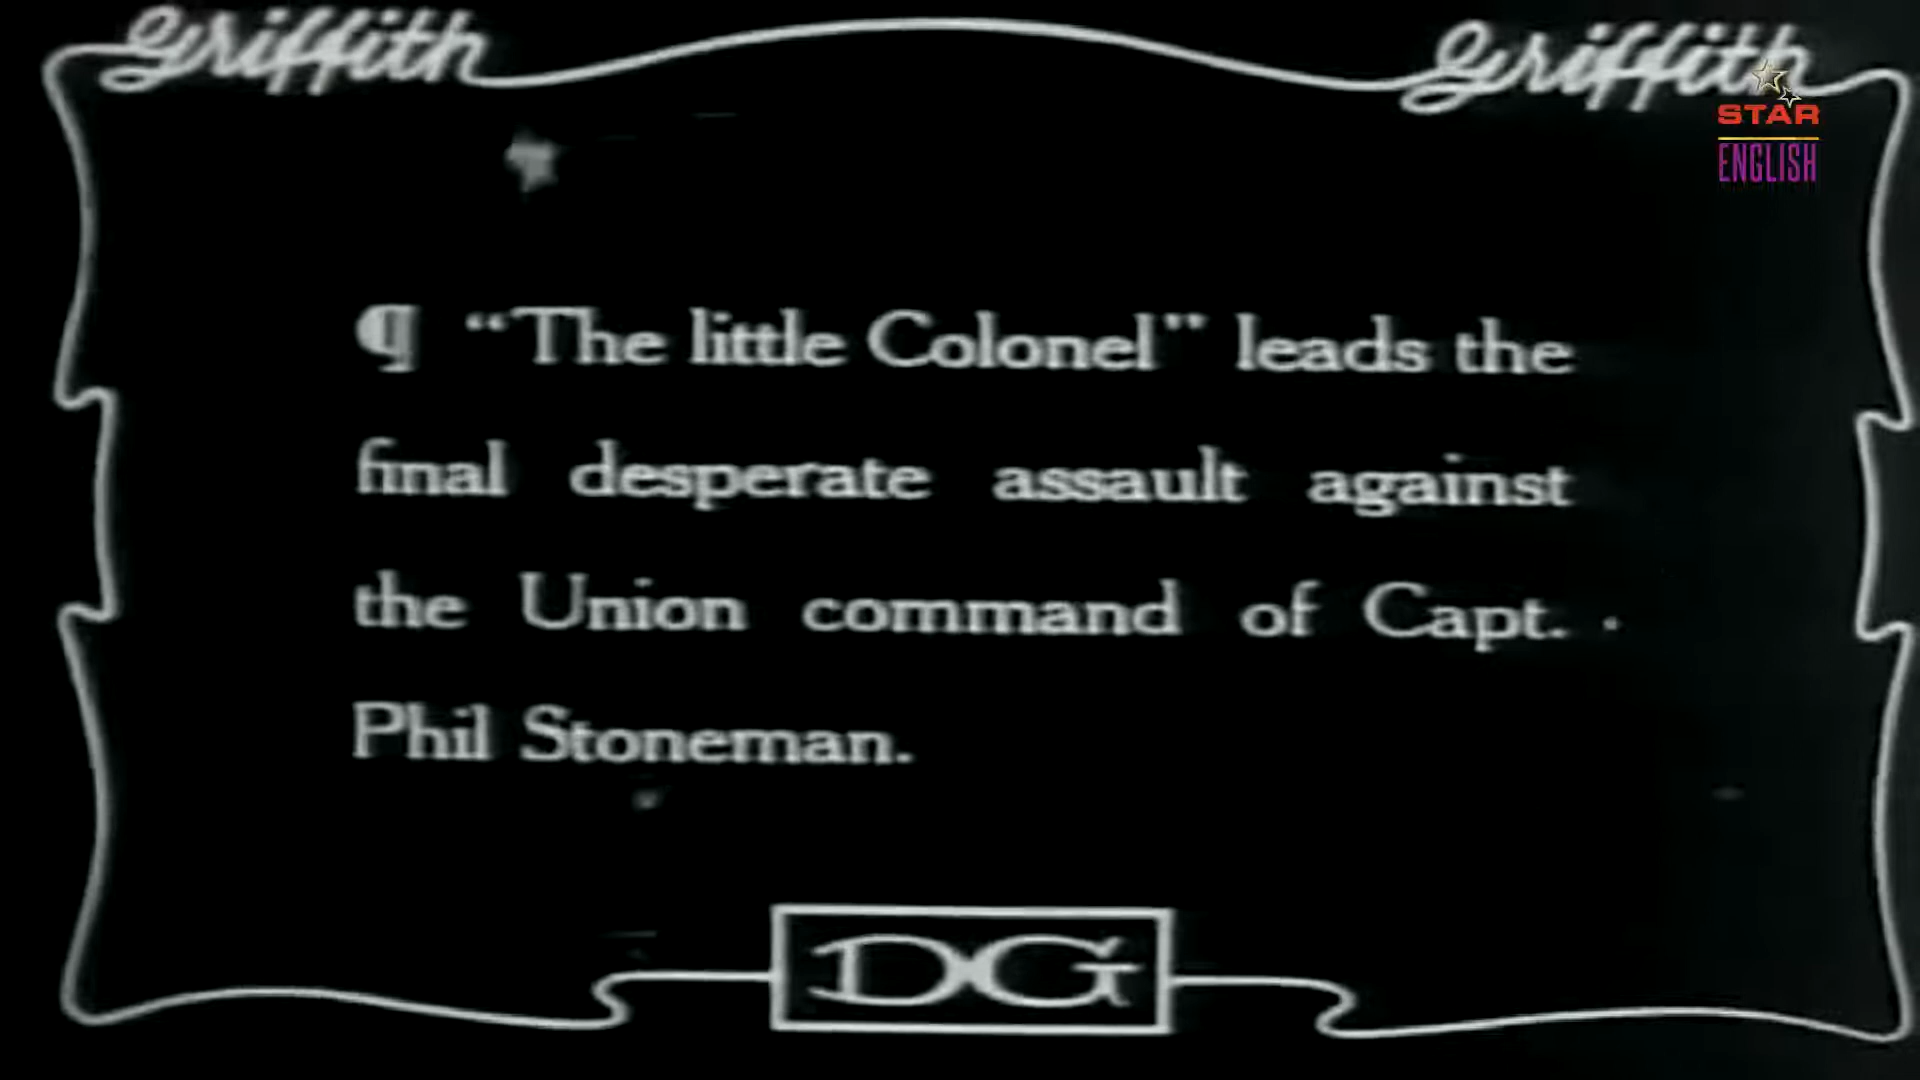 Griffith Griffith
STAR
ENGLISH
¶ “The little Colonel” leads the
final desperate assault against
the Union command of Capt.
Phil Stoneman.
DG